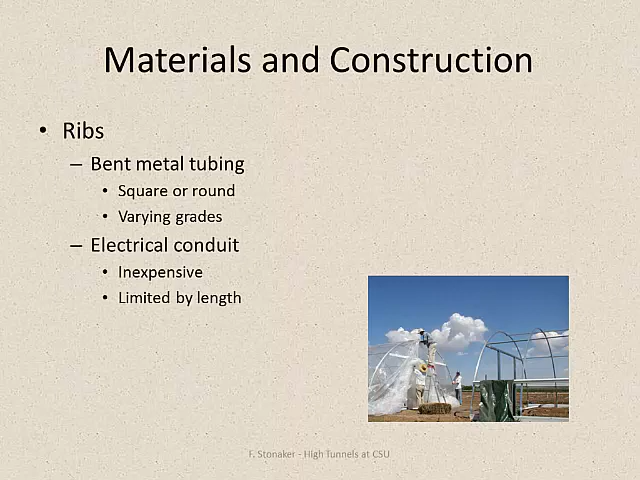 Materials and Construction
• Ribs
– Bent metal tubing
• Square or round
• Varying grades
– Electrical conduit
• Inexpensive
• Limited by length
F. Stonaker - High Tunnels at CSU